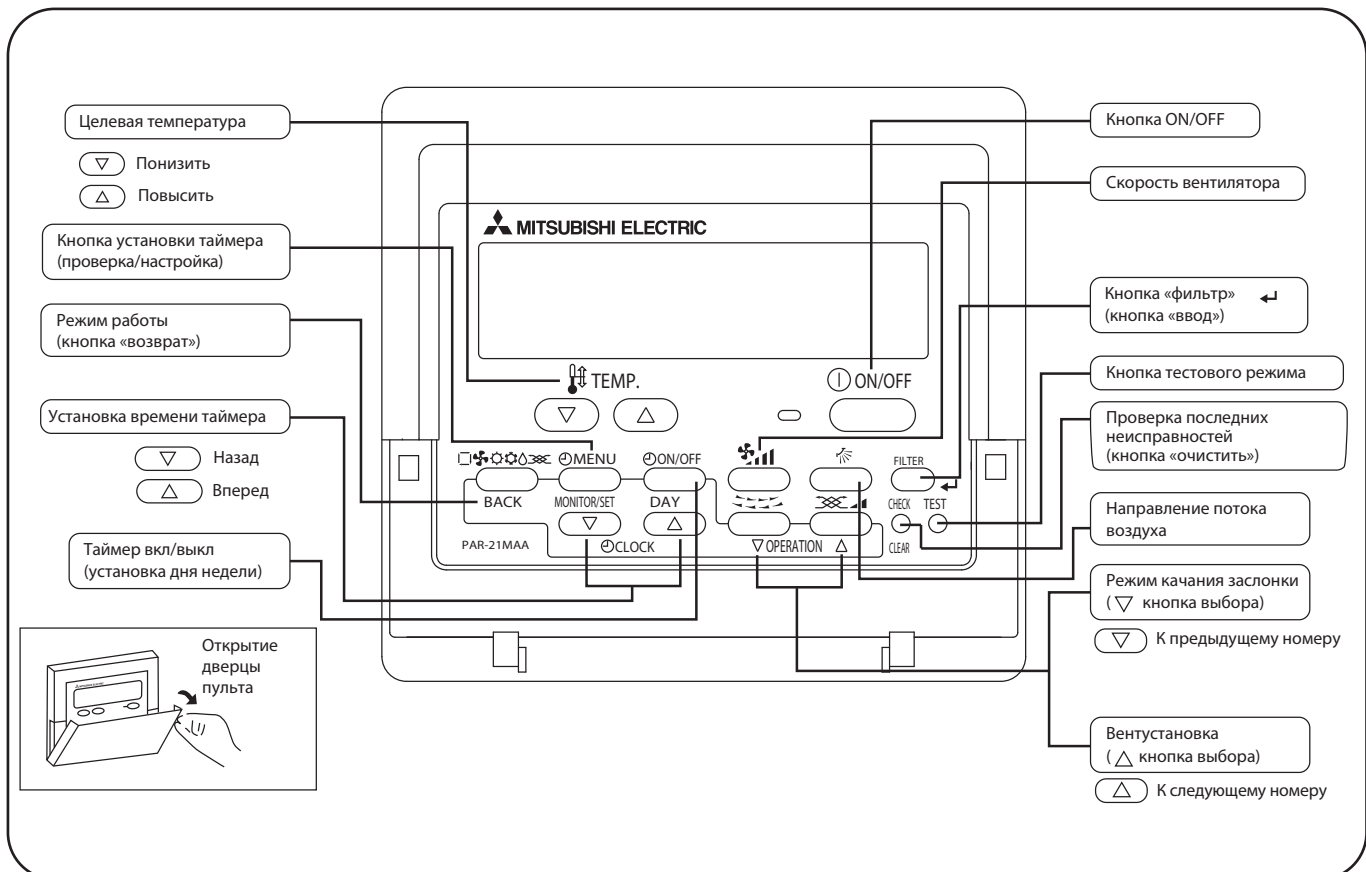 Целевая температура
Понизить
Повысить
Кнопка установки таймера
(проверка/настройка)
Режим работы
(кнопка «возврат»)
Установка времени таймера
Назад
Вперед
Таймер вкл/выкл
(установка дня недели)
Открытие
дверцы
пульта
MITSUBISHI ELECTRIC
TEMP.
ON/OFF
MENU
ON/OFF
FILTER
BACK
MONITOR/SET
DAY
CHECK
TEST
PAR-21MAA
CLOCK
OPERATION
CLEAR
Кнопка ON/OFF
Скорость вентилятора
Кнопка «фильтр»
(кнопка «ввод»)
Кнопка тестового режима
Проверка последних
неисправностей
(кнопка «очистить»)
Направление потока
воздуха
Режим качания заслонки
( ▽ кнопка выбора)
К предыдущему номеру
Вентустановка
( △ кнопка выбора)
К следующему номеру